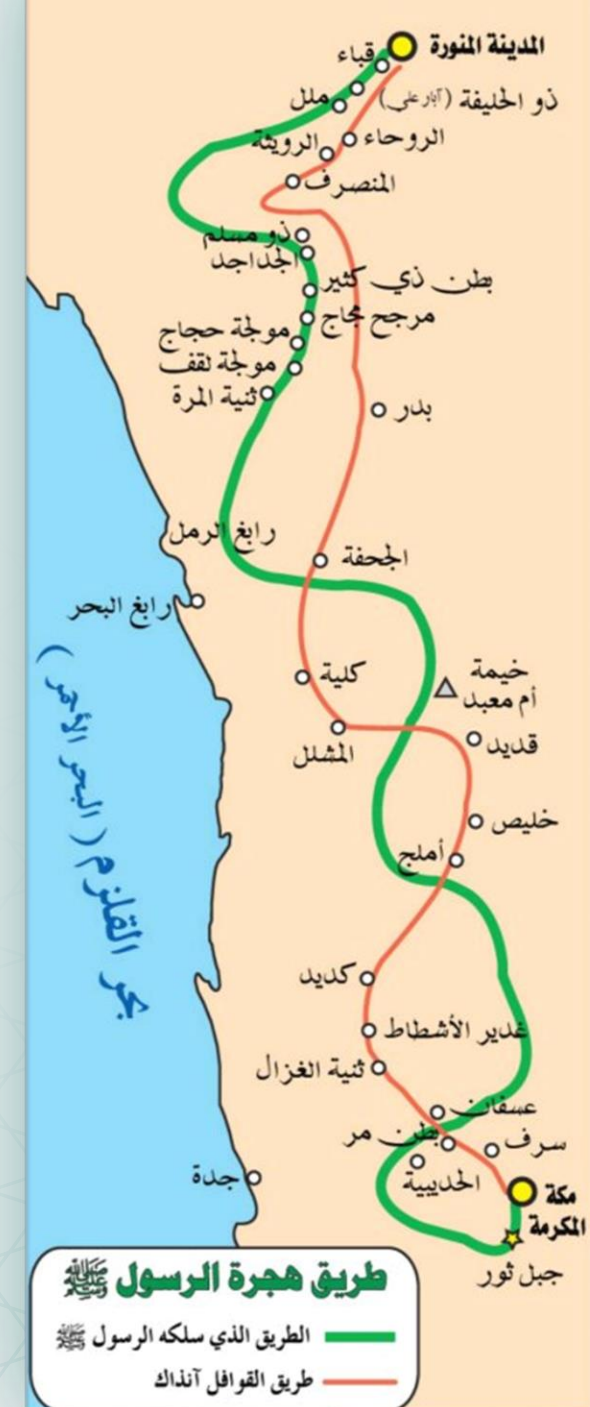 المدينة المنورة
قباء
ذو الحليفة (آبار علي)
ملل
الروحاء
الرويثة
المنصرف
ذو مسلم
الجداجد
بطن ذي كثير
مرجح مجاج
مولجة حجاج
مولجة لقف
ثنية المرة
بدر
رابغ الرمل
الجحفة
رابغ البحر
كلية
خيمة
أم معبد
المشلل
قديد
خليص
أملج
كديد
غدير الأشطاط
ثنية الغزال
عسفان
بطن مر
سرف
الحديبية
جدة
مكة
المكرمة
جبل ثور
بحر القلزم ( البحر الأحمر )
طريق هجرة الرسول ﷺ
الطريق الذي سلكه الرسول ﷺ
طريق القوافل آنذاك